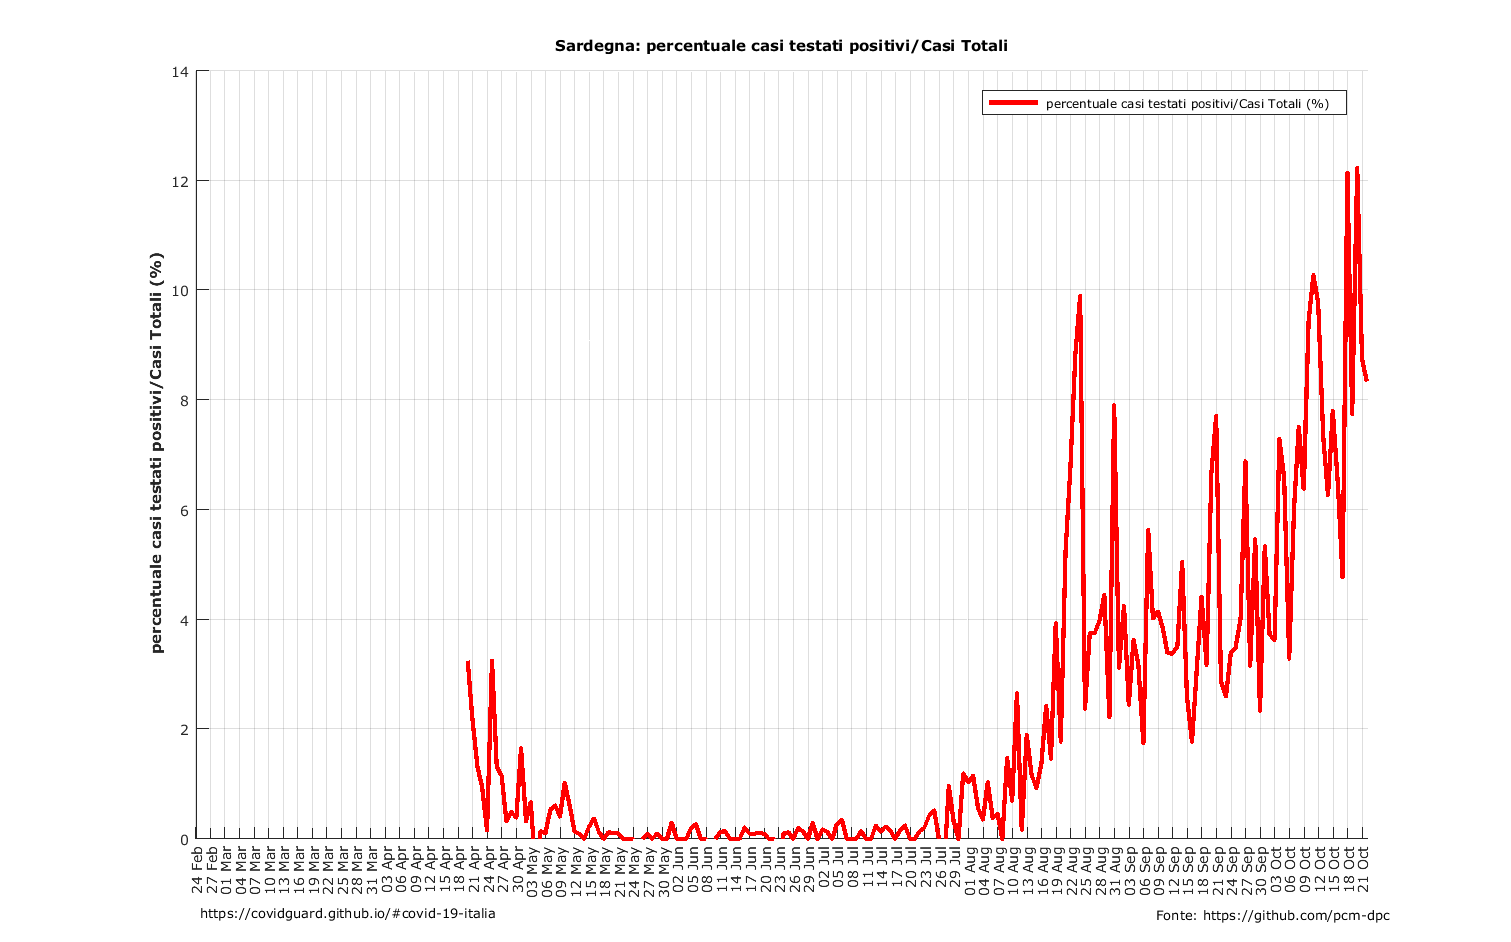 Sardegna: percentuale casi testati positivi/Casi Totali
percentuale casi testati positivi/Casi Totali (%)
percentuale casi testati positivi/Casi Totali (%)
14
12
10
8
6
4
2
0
24 Feb
27 Feb
01 Mar
04 Mar
07 Mar
10 Mar
13 Mar
16 Mar
19 Mar
22 Mar
25 Mar
28 Mar
31 Mar
03 Apr
06 Apr
09 Apr
12 Apr
15 Apr
18 Apr
21 Apr
24 Apr
27 Apr
30 Apr
03 May
06 May
09 May
12 May
15 May
18 May
21 May
24 May
27 May
30 May
02 Jun
05 Jun
08 Jun
11 Jun
14 Jun
17 Jun
20 Jun
23 Jun
26 Jun
29 Jun
02 Jul
05 Jul
08 Jul
11 Jul
14 Jul
17 Jul
20 Jul
23 Jul
26 Jul
29 Jul
01 Aug
04 Aug
07 Aug
10 Aug
13 Aug
16 Aug
19 Aug
22 Aug
25 Aug
28 Aug
31 Aug
03 Sep
06 Sep
09 Sep
12 Sep
15 Sep
18 Sep
21 Sep
24 Sep
27 Sep
30 Sep
03 Oct
06 Oct
09 Oct
12 Oct
15 Oct
18 Oct
21 Oct
https://covidguard.github.io/#covid-19-italia
Fonte: https://github.com/pcm-dpc